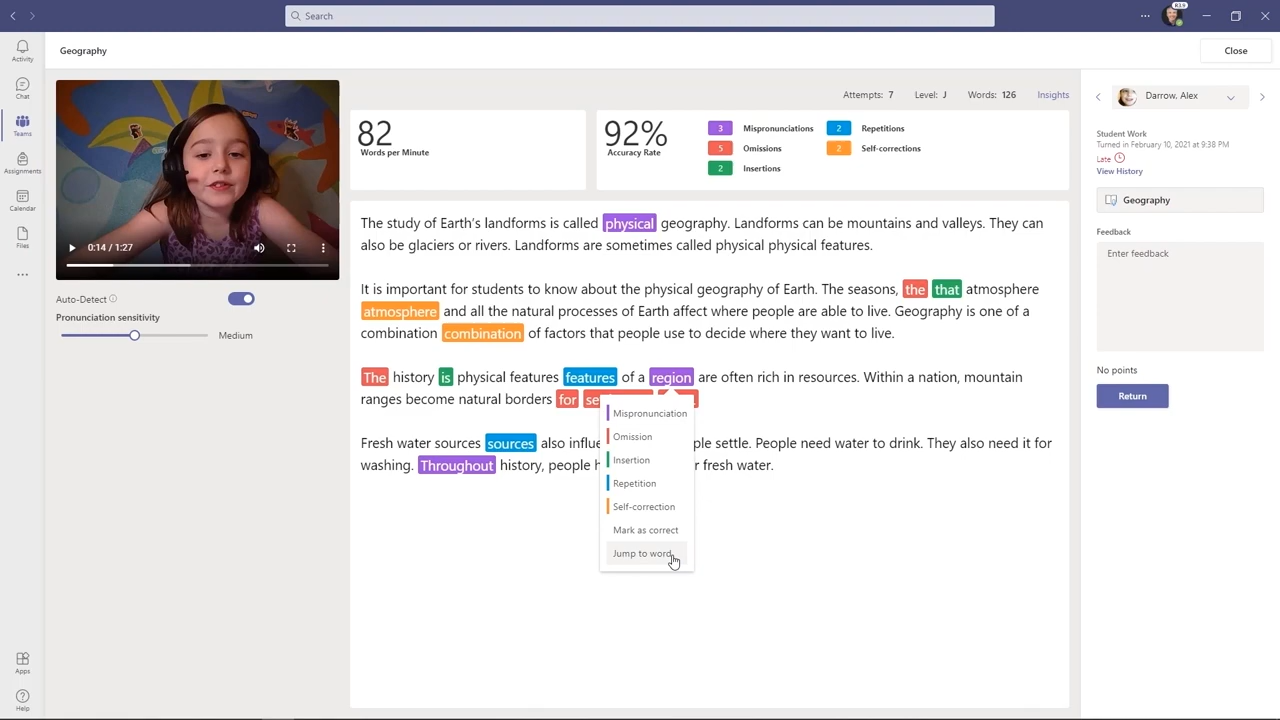 Search
R19
Activity
Chat
Teams
Assignments
Calendar
Files
Apps
Help
Geography
Close
0:14 / 1:27
Auto-Detect
Pronunciation sensitivity
Medium
Attempts: 7 Level: J Words: 126 Insights
82
Words per Minute
92%
Accuracy Rate
3 Mispronunciations 2 Repetitions
5 Omissions 2 Self-corrections
2 Insertions
The study of Earth's landforms is called physical geography. Landforms can be mountains and valleys. They can
also be glaciers or rivers. Landforms are sometimes called physical physical features.
It is important for students to know about the physical geography of Earth. The seasons, the that atmosphere
atmosphere and all the natural processes of Earth affect where people are able to live. Geography is one of a
combination combination of factors that people use to decide where they want to live.
The history is physical features features of a region are often rich in resources. Within a nation, mountain
ranges become natural borders for
Fresh water sources sources also settle. People need water to drink. They also need it for
washing. Throughout history, people fresh water.
Mispronunciation
Omission
Insertion
Repetition
Self-correction
Mark as correct
Jump to word
Darrow, Alex
Student Work
Turned in February 10, 2021 at 9:38 PM
Late
View History
Geography
Feedback
Enter feedback
No points
Return